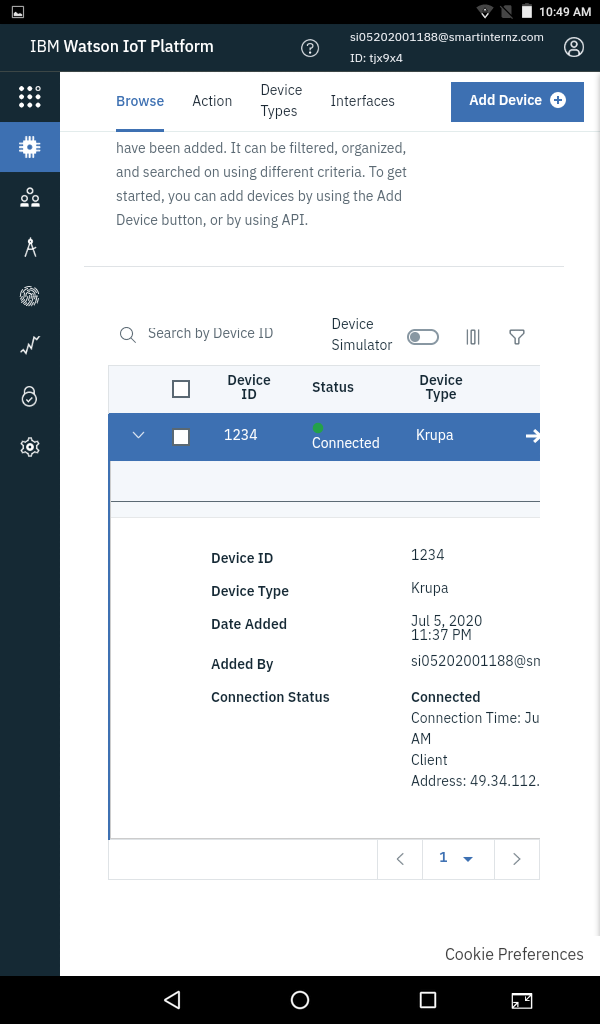 10:49 AM
IBM Watson IoT Platform
si05202001188@smartinternz.com
ID: tjx9x4
Browse
Action
Device
Types
Interfaces
Add Device
have been added. It can be filtered, organized,
and searched on using different criteria. To get
started, you can add devices by using the Add
Device button, or by using API.
Search by Device ID
Device
Simulator
Device
ID
Status
Device
Type
1234
Connected
Krupa
Device ID
1234
Device Type
Krupa
Date Added
Jul 5, 2020
11:37 PM
Added By
si05202001188@sm
Connection Status
Connected
Connection Time: Ju
AM
Client
Address: 49.34.112.
1
Cookie Preferences